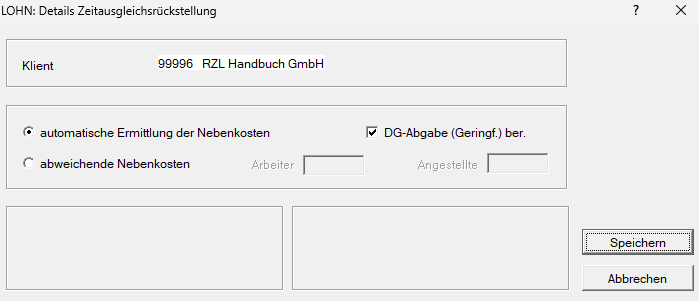 LOHN: Details Zeitausgleichsrückstellung
Klient 99996 RZL Handbuch GmbH
automatische Ermittlung der Nebenkosten DG-Abgabe (Geringf.) ber.
abweichende Nebenkosten Arbeiter Angestellte
Speichern
Abbrechen